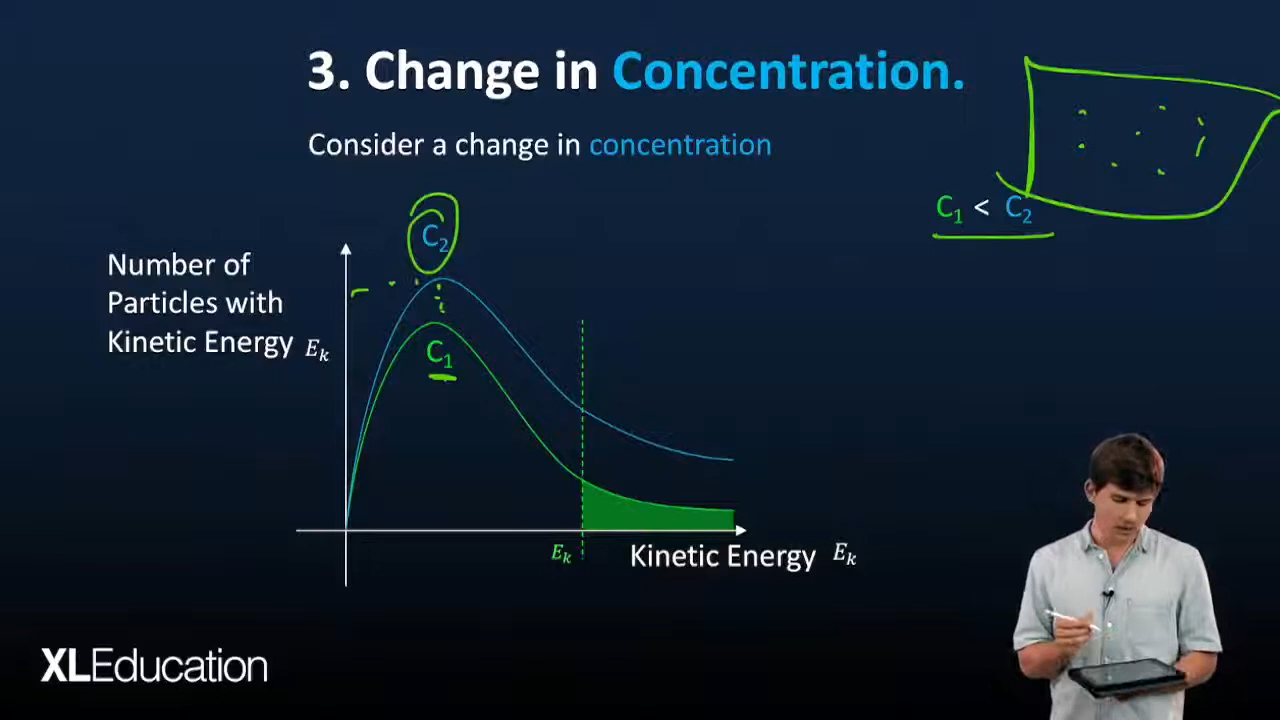 3. Change in Concentration.
Consider a change in concentration
C₁ < C₂
C₂
Number of
Particles with
Kinetic Energy Eₖ
C₁
Eₖ
Kinetic Energy Eₖ
XLEducation